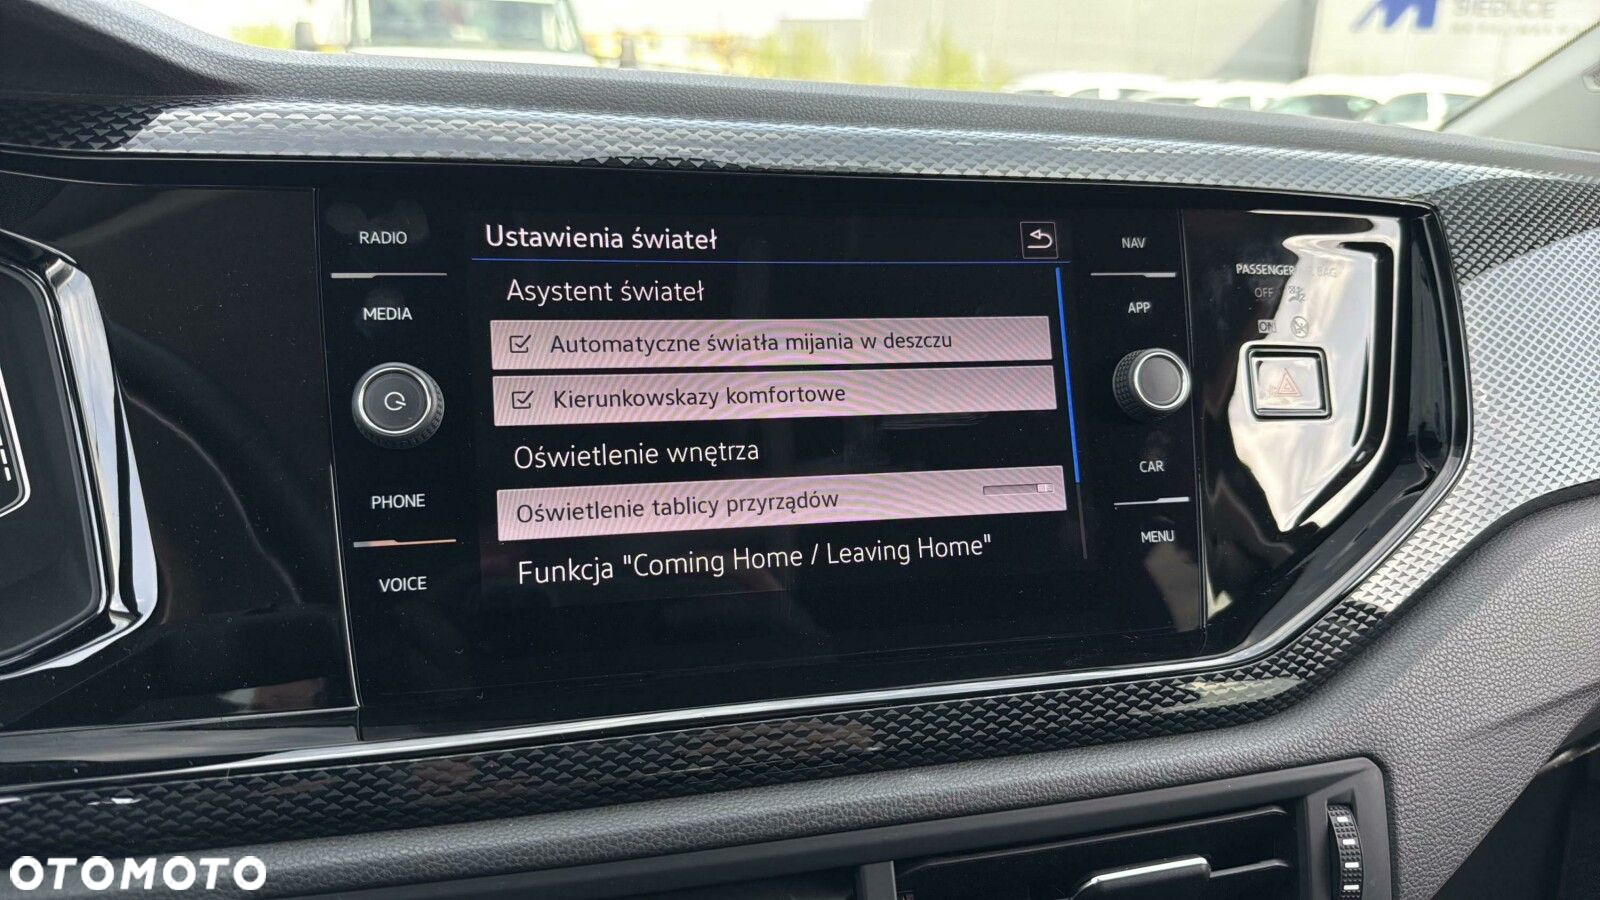 SIEDLCE
RADIO
MEDIA
PHONE
VOICE
Ustawienia świateł
Asystent świateł
Automatyczne światła mijania w deszczu
Kierunkowskazy komfortowe
Oświetlenie wnętrza
Oświetlenie tablicy przyrządów
Funkcja "Coming Home / Leaving Home"
NAV
APP
CAR
MENU
PASSENGER
OFF
ON
OTOMOTO